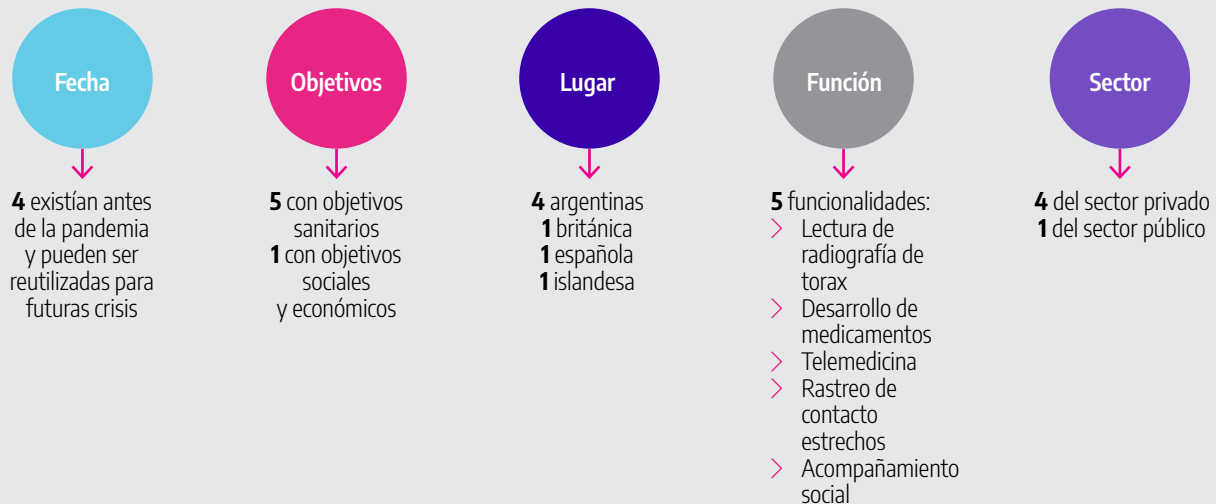 Fecha
4 existían antes
de la pandemia
y pueden ser
reutilizadas para
futuras crisis
Objetivos
5 con objetivos
sanitarios
1 con objetivos
sociales
y económicos
Lugar
4 argentinas
1 británica
1 española
1 islandesa
Función
5 funcionalidades:
> Lectura de
radiografía de
torax
> Desarrollo de
medicamentos
> Telemedicina
> Rastreo de
contacto
estrechos
> Acompañamiento
social
Sector
4 del sector privado
1 del sector público